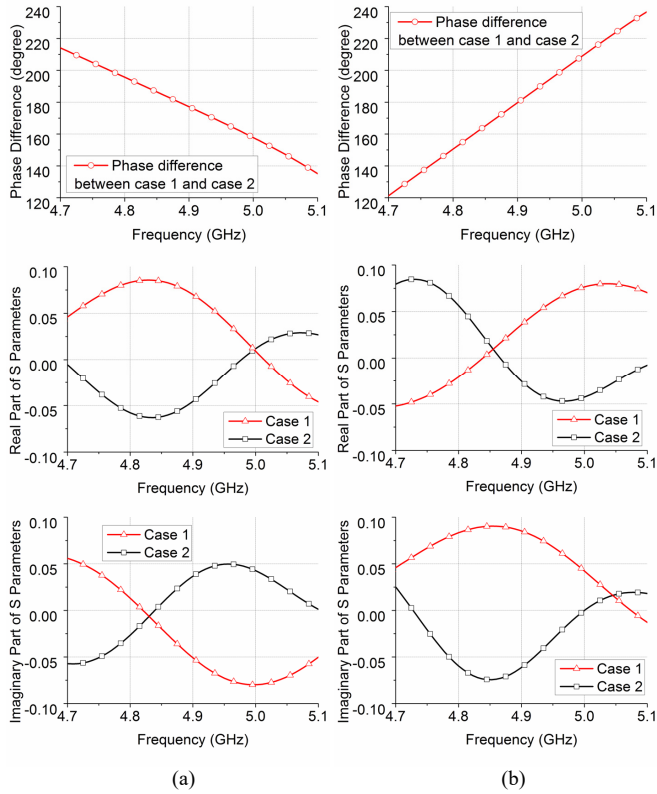 240
220
200
180
160
140
120
Phase Difference (degree)
Phase difference
between case 1 and case 2
4.7 4.8 4.9 5.0 5.1
Frequency (GHz)
240
220
200
180
160
140
120
Phase Difference (degree)
Phase difference
between case 1 and case 2
4.7 4.8 4.9 5.0 5.1
Frequency (GHz)
0.10
0.05
0.00
-0.05
-0.10
Real Part of S Parameters
Case 1
Case 2
4.7 4.8 4.9 5.0 5.1
Frequency (GHz)
0.10
0.05
0.00
-0.05
-0.10
Real Part of S Parameters
Case 1
Case 2
4.7 4.8 4.9 5.0 5.1
Frequency (GHz)
0.10
0.05
0.00
-0.05
-0.10
Imaginary Part of S Parameters
Case 1
Case 2
4.7 4.8 4.9 5.0 5.1
Frequency (GHz)
0.10
0.05
0.00
-0.05
-0.10
Imaginary Part of S Parameters
Case 1
Case 2
4.7 4.8 4.9 5.0 5.1
Frequency (GHz)
(a)
(b)